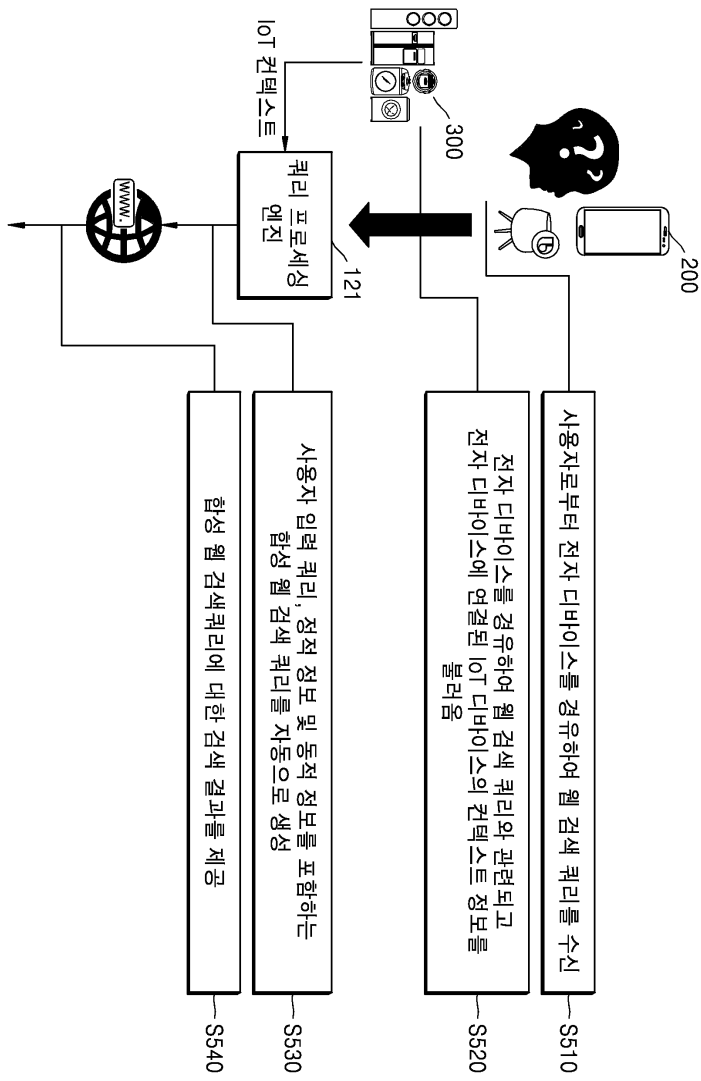 200
?
b
300
IoT 컨텍스트
쿼리 프로세싱
엔진
121
WWW.
사용자로부터 전자 디바이스를 경유하여 웹 검색 쿼리를 수신
S510
전자 디바이스를 경유하여 웹 검색 쿼리와 관련되고
전자 디바이스에 연결된 IoT 디바이스의 컨텍스트 정보를
불러옴
S520
사용자 입력 쿼리, 정적 정보 및 동적 정보를 포함하는
합성 웹 검색 쿼리를 자동으로 생성
S530
합성 웹 검색쿼리에 대한 검색 결과를 제공
S540